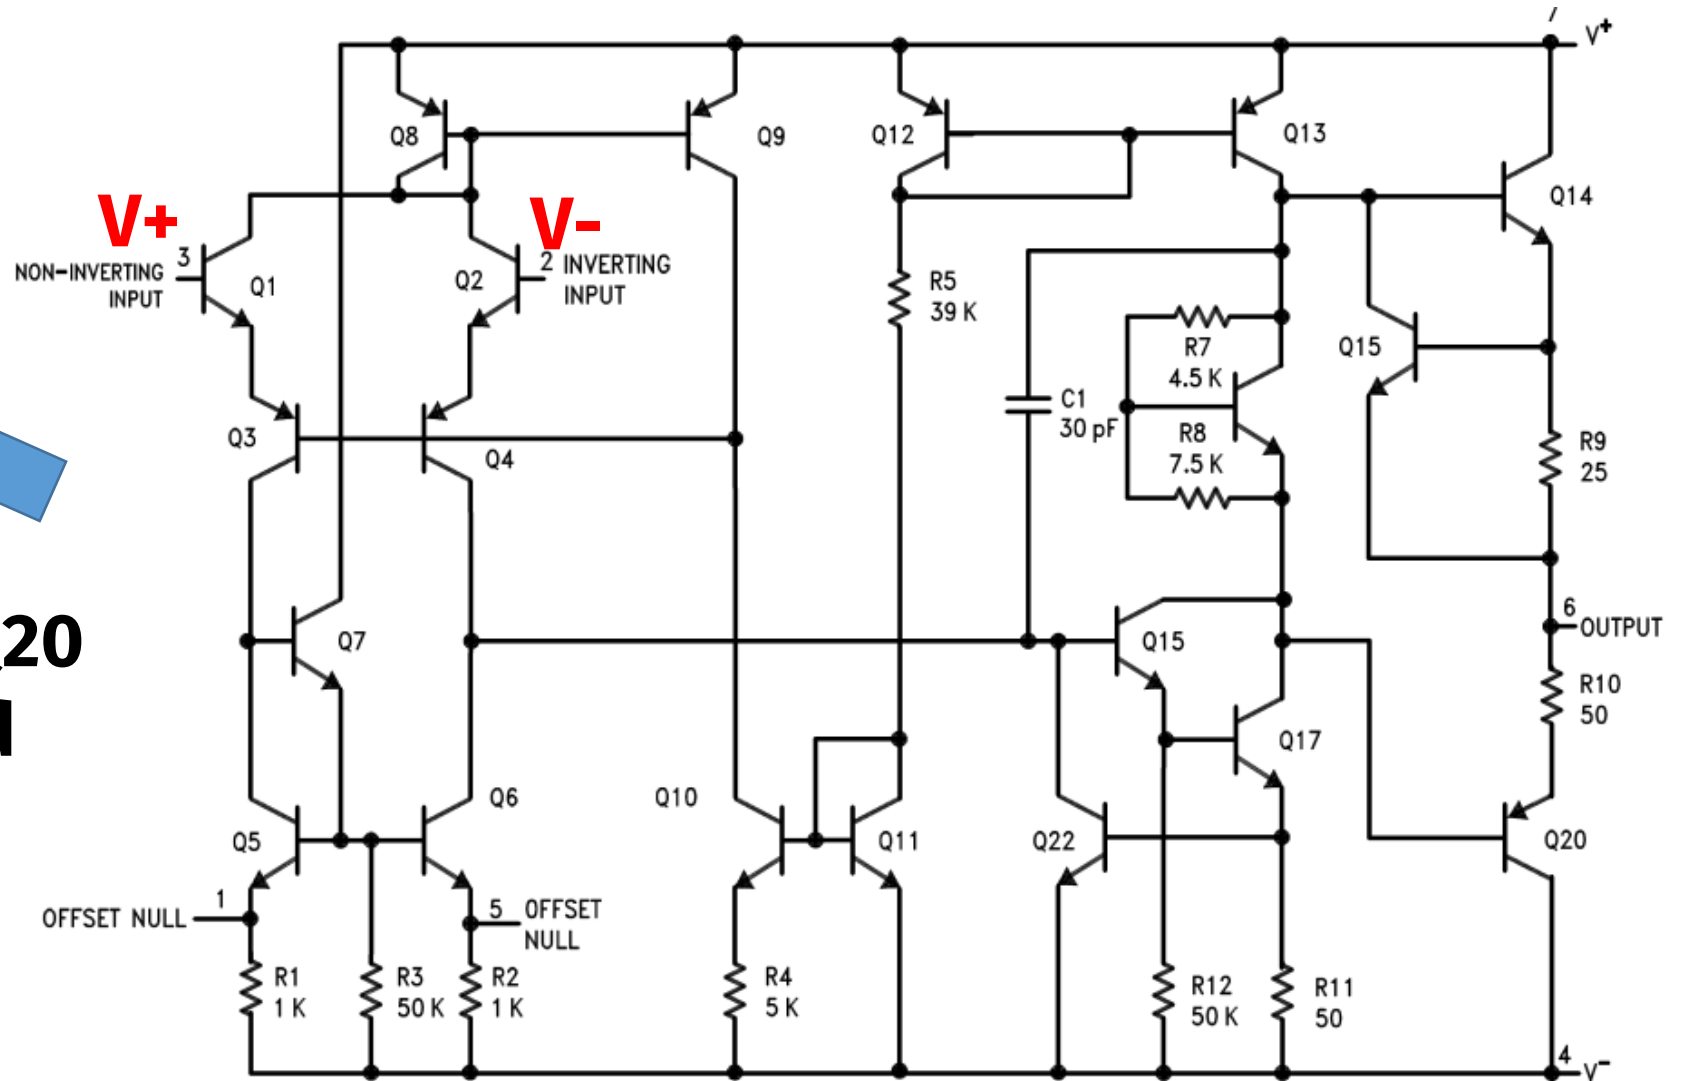 7
V+
Q8
Q9
Q12
Q13
Q14
V+
V-
3
NON-INVERTING
INPUT
Q1
Q2
2 INVERTING
INPUT
R5
39 K
R7
4.5 K
Q15
C1
30 pF
R8
7.5 K
R9
25
Q3
Q4
20
Q7
Q15
6
OUTPUT
R10
50
Q17
Q6
Q10
Q5
Q11
Q22
Q20
1
OFFSET NULL
5 OFFSET
NULL
R1
1 K
R3
50 K
R2
1 K
R4
5 K
R12
50 K
R11
50
4
V-